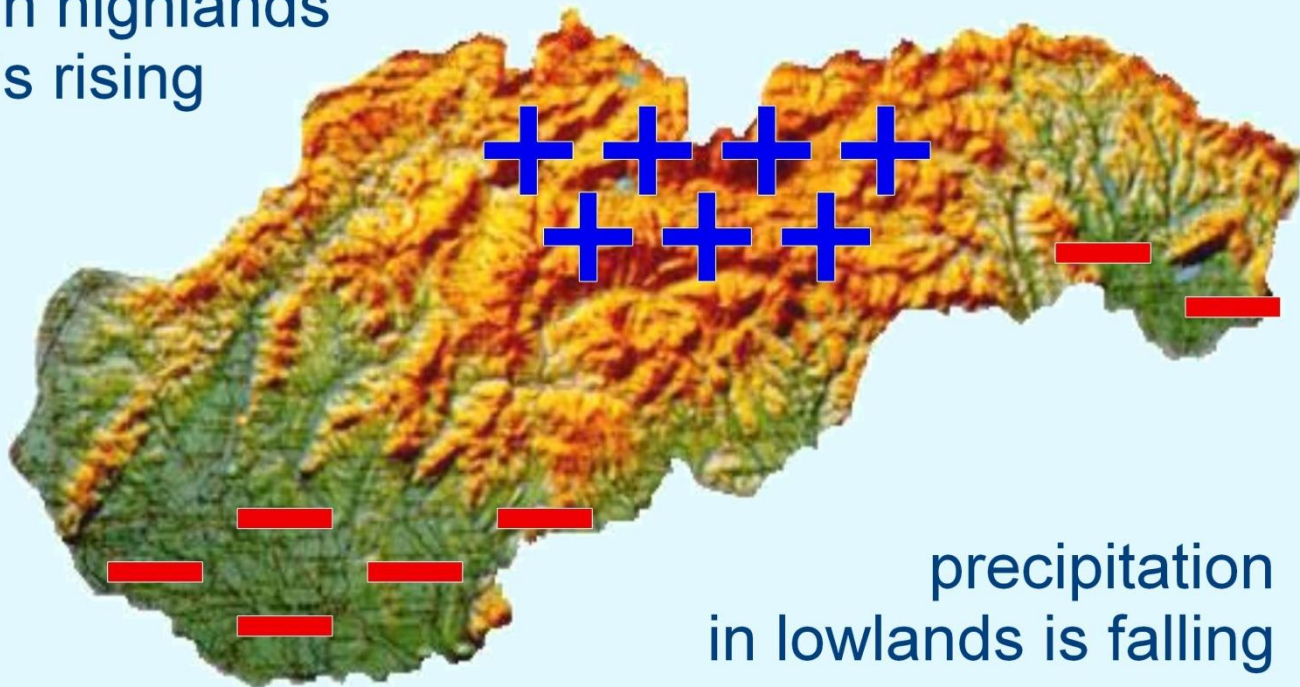 n highlands
s rising
precipitation
in lowlands is falling